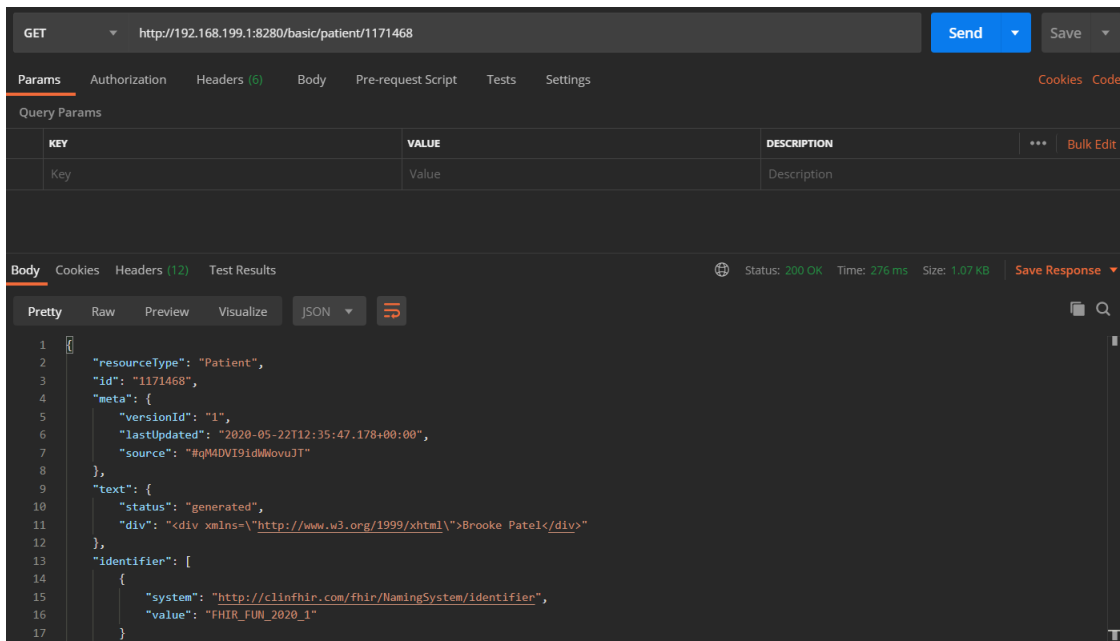 GET http://192.168.199.1:8280/basic/patient/1171468 Send Save
Params Authorization Headers (6) Body Pre-request Script Tests Settings Cookies Code
Query Params
KEY VALUE DESCRIPTION ••• Bulk Edit
Key Value Description
Body Cookies Headers (12) Test Results Status: 200 OK Time: 276 ms Size: 1.07 KB Save Response
Pretty Raw Preview Visualize JSON
1 {
2 "resourceType": "Patient",
3 "id": "1171468",
4 "meta": {
5 "versionId": "1",
6 "lastUpdated": "2020-05-22T12:35:47.178+00:00",
7 "source": "#qM4DVI9idWWovuJT"
8 },
9 "text": {
10 "status": "generated",
11 "div": "<div xmlns=\"http://www.w3.org/1999/xhtml\">Brooke Patel</div>"
12 },
13 "identifier": [
14 {
15 "system": "http://clinfhir.com/fhir/NamingSystem/identifier",
16 "value": "FHIR_FUN_2020_1"
17 }